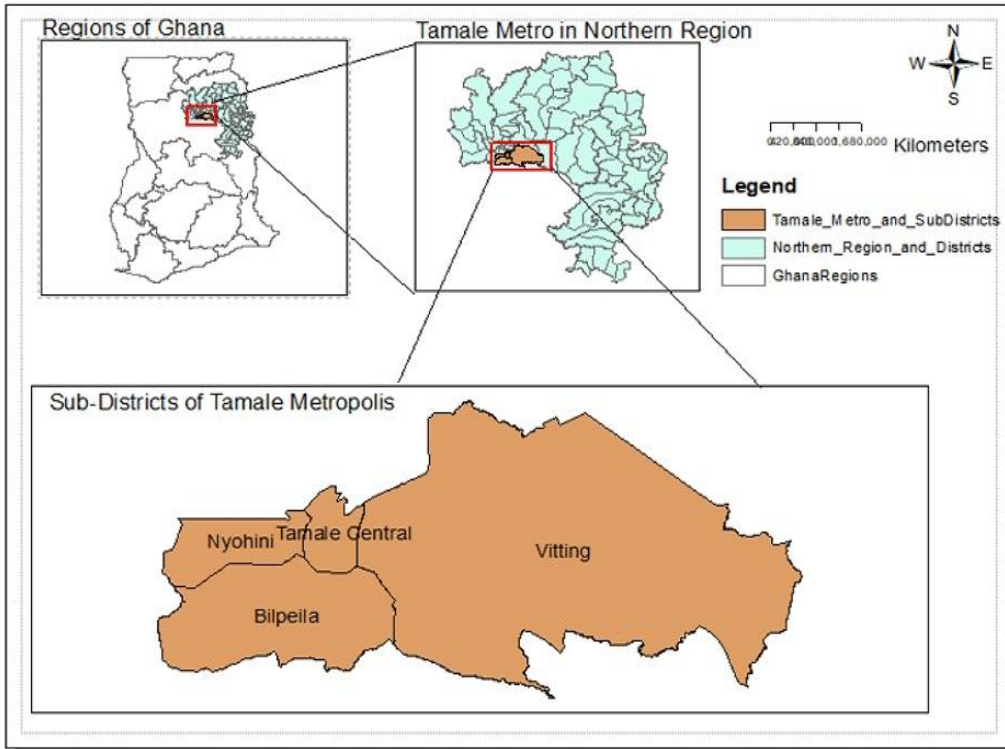 Regions of Ghana
Tamale Metro in Northern Region
N
W E
S
Kilometers
Legend
Tamale_Metro_and_SubDistricts
Northern_Region_and_Districts
GhanaRegions
Sub-Districts of Tamale Metropolis
Nyohini
Tamale Central
Vitting
Bilpeila